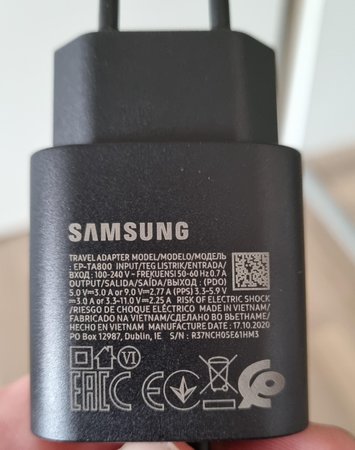 SAMSUNG
TRAVEL ADAPTER MODEL/MODELO/МОДЕЛЬ
: EP-TA800 INPUT/TEG LISTRIK/ENTRADA/
ВХОД : 100-240 V ~ FREKUENSI 50-60 Hz 0.7 A
OUTPUT/SALIDA/SAÍDA/ВЫХОД : (PDO)
5.0 V⎓3.0 A or 9.0 V⎓2.77 A (PPS) 3.3-5.9 V
⎓3.0 A or 3.3-11.0 V⎓2.25 A RISK OF ELECTRIC SHOCK
/RIESGO DE CHOQUE ELÉCTRICO MADE IN VIETNAM/
FABRICADO NA VIETNAM/СДЕЛАНО ВО ВЬЕТНАМЕ/
HECHO EN VIETNAM MANUFACTURE DATE 17.10.2020
PO Box 12987, Dublin, IE S/N : R37NCH05E61HM3
VI
EAC CE